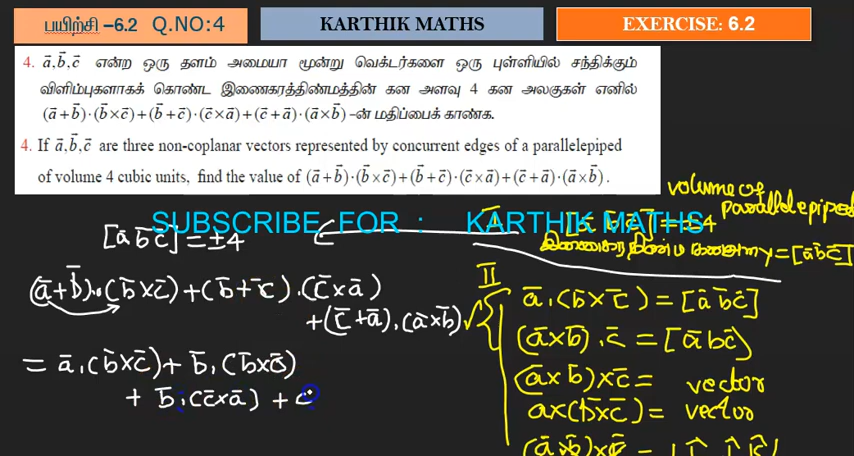 பயிற்சி –6.2 Q.NO:4
KARTHIK MATHS
EXERCISE: 6.2
4. a⃗, b⃗, c⃗ என்ற ஒரு தளம் அமையா மூன்று வெக்டர்களை ஒரு புள்ளியில் சந்திக்கும்
விளிம்புகளாகக் கொண்ட இணைகரத்திண்மத்தின் கன அளவு 4 கன அலகுகள் எனில்
(a⃗+b⃗)·(b⃗×c⃗)+(b⃗+c⃗)·(c⃗×a⃗)+(c⃗+a⃗)·(a⃗×b⃗)-ன் மதிப்பைக் காண்க.
4. If a⃗, b⃗, c⃗ are three non-coplanar vectors represented by concurrent edges of a parallelepiped
of volume 4 cubic units, find the value of (a⃗+b⃗)·(b⃗×c⃗)+(b⃗+c⃗)·(c⃗×a⃗)+(c⃗+a⃗)·(a⃗×b⃗).
volume of
parallelepiped
SUBSCRIBE FOR : KARTHIK MATHS
[ā b̄ c̄] = ±4
= [ā b̄ c̄]
(ā+b̄).(b̄×c̄)+(b̄+c̄).(c̄×ā)
+(c̄+ā).(ā×b̄)
= ā.(b̄×c̄)+ b̄.(b×c̄)
+ b̄.(c̄×ā) + c
II
ā.(b̄×c̄) = [ā b̄ c̄]
(ā×b̄).c̄ = [ā b c̄]
(ā×b̄)×c̄ = vector
a×(b̄×c̄) = vector